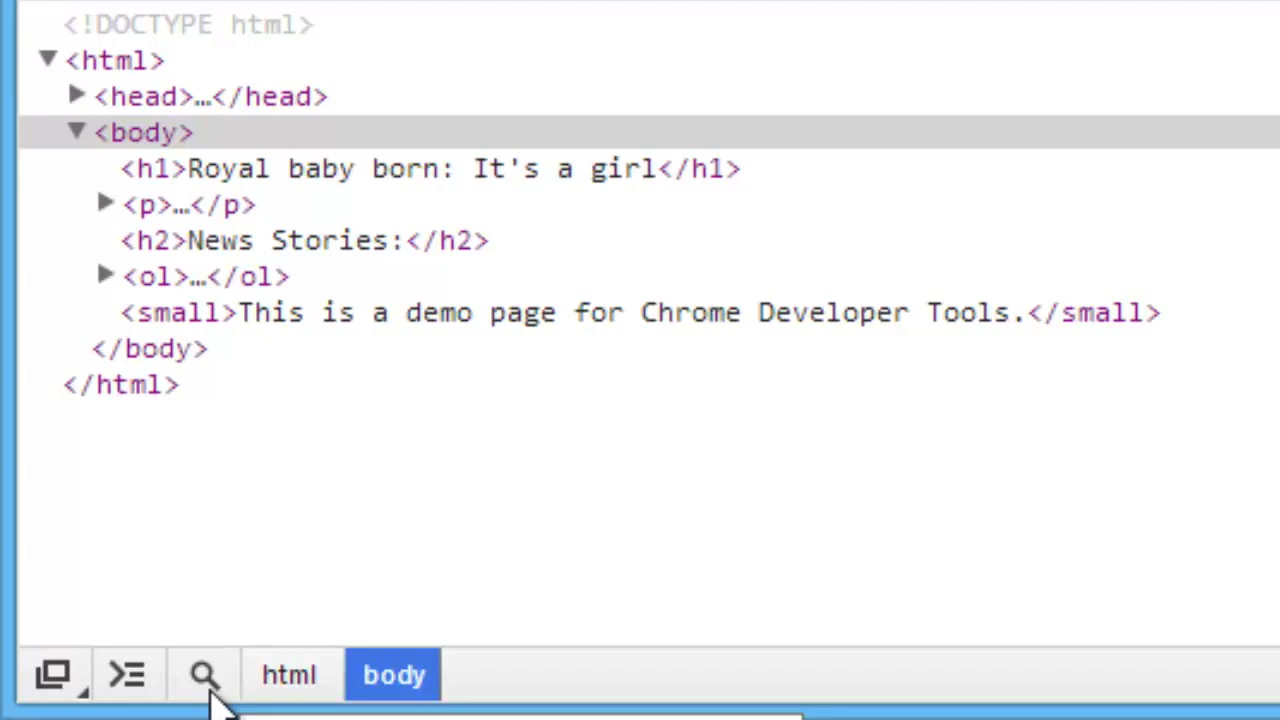 <!DOCTYPE html>
<html>
<head>…</head>
<body>
<h1>Royal baby born: It's a girl</h1>
<p>…</p>
<h2>News Stories:</h2>
<ol>…</ol>
<small>This is a demo page for Chrome Developer Tools.</small>
</body>
</html>
html body